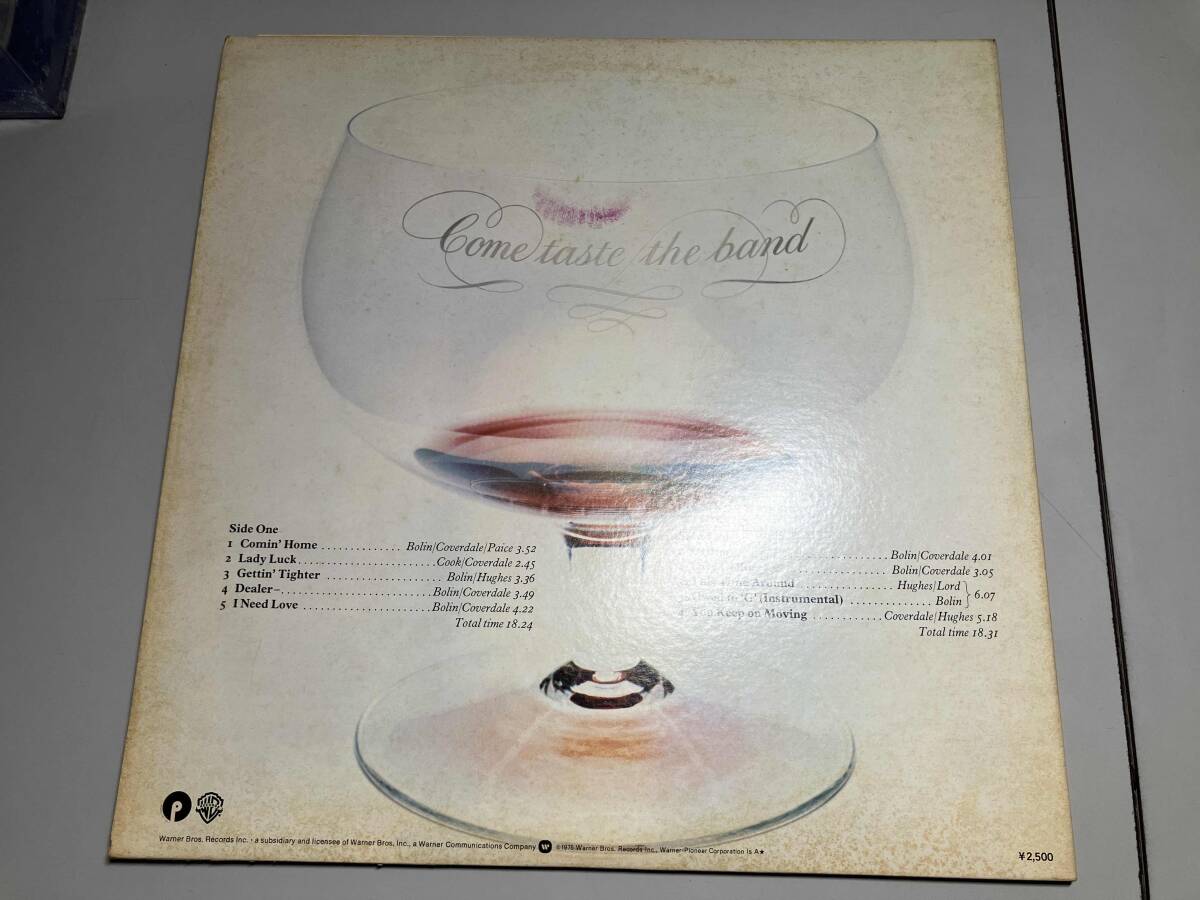 Come taste the band
Side One
1 Comin' Home .............. Bolin/Coverdale/Paice 3.52
2 Lady Luck ....................... Cook/Coverdale 2.45
3 Gettin' Tighter ................... Bolin/Hughes 3.36
4 Dealer– ......................... Bolin/Coverdale 3.49
5 I Need Love ..................... Bolin/Coverdale 4.22
Total time 18.24
Bolin/Coverdale 4.01
Bolin/Coverdale 3.05
Time Around ............... Hughes/Lord
to 'G' (Instrumental) ............ Bolin } 6.07
You Keep on Moving ............ Coverdale/Hughes 5.18
Total time 18.31
P WB
Warner Bros. Records Inc. • a subsidiary and licensee of Warner Bros. Inc., a Warner Communications Company W ©1975 Warner Bros. Records Inc., Warner-Pioneer Corporation Is A★
¥2,500